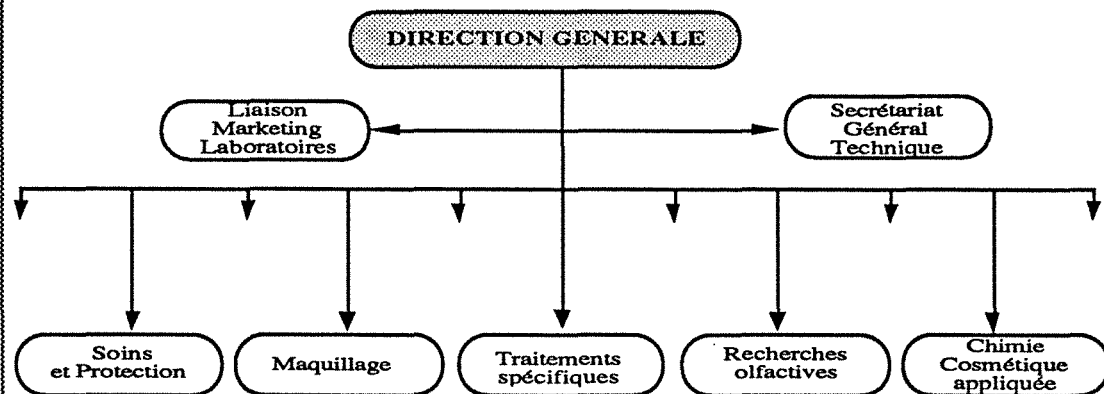 DIRECTION GENERALE
Liaison
Marketing
Laboratoires
Secrétariat
Général
Technique
Soins
et Protection
Maquillage
Traitements
spécifiques
Recherches
olfactives
Chimie
Cosmétique
appliquée